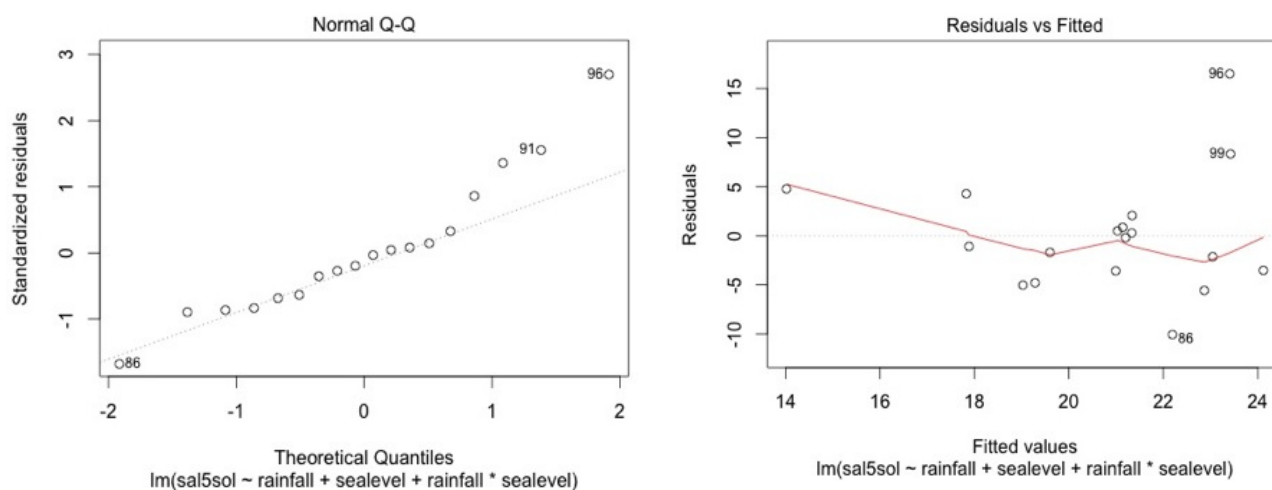 Normal Q-Q
Standardized residuals
3
2
1
0
-1
96
91
86
-2 -1 0 1 2
Theoretical Quantiles
lm(sal5sol ~ rainfall + sealevel + rainfall * sealevel)
Residuals vs Fitted
Residuals
15
10
5
0
-5
-10
96
99
86
14 16 18 20 22 24
Fitted values
lm(sal5sol ~ rainfall + sealevel + rainfall * sealevel)